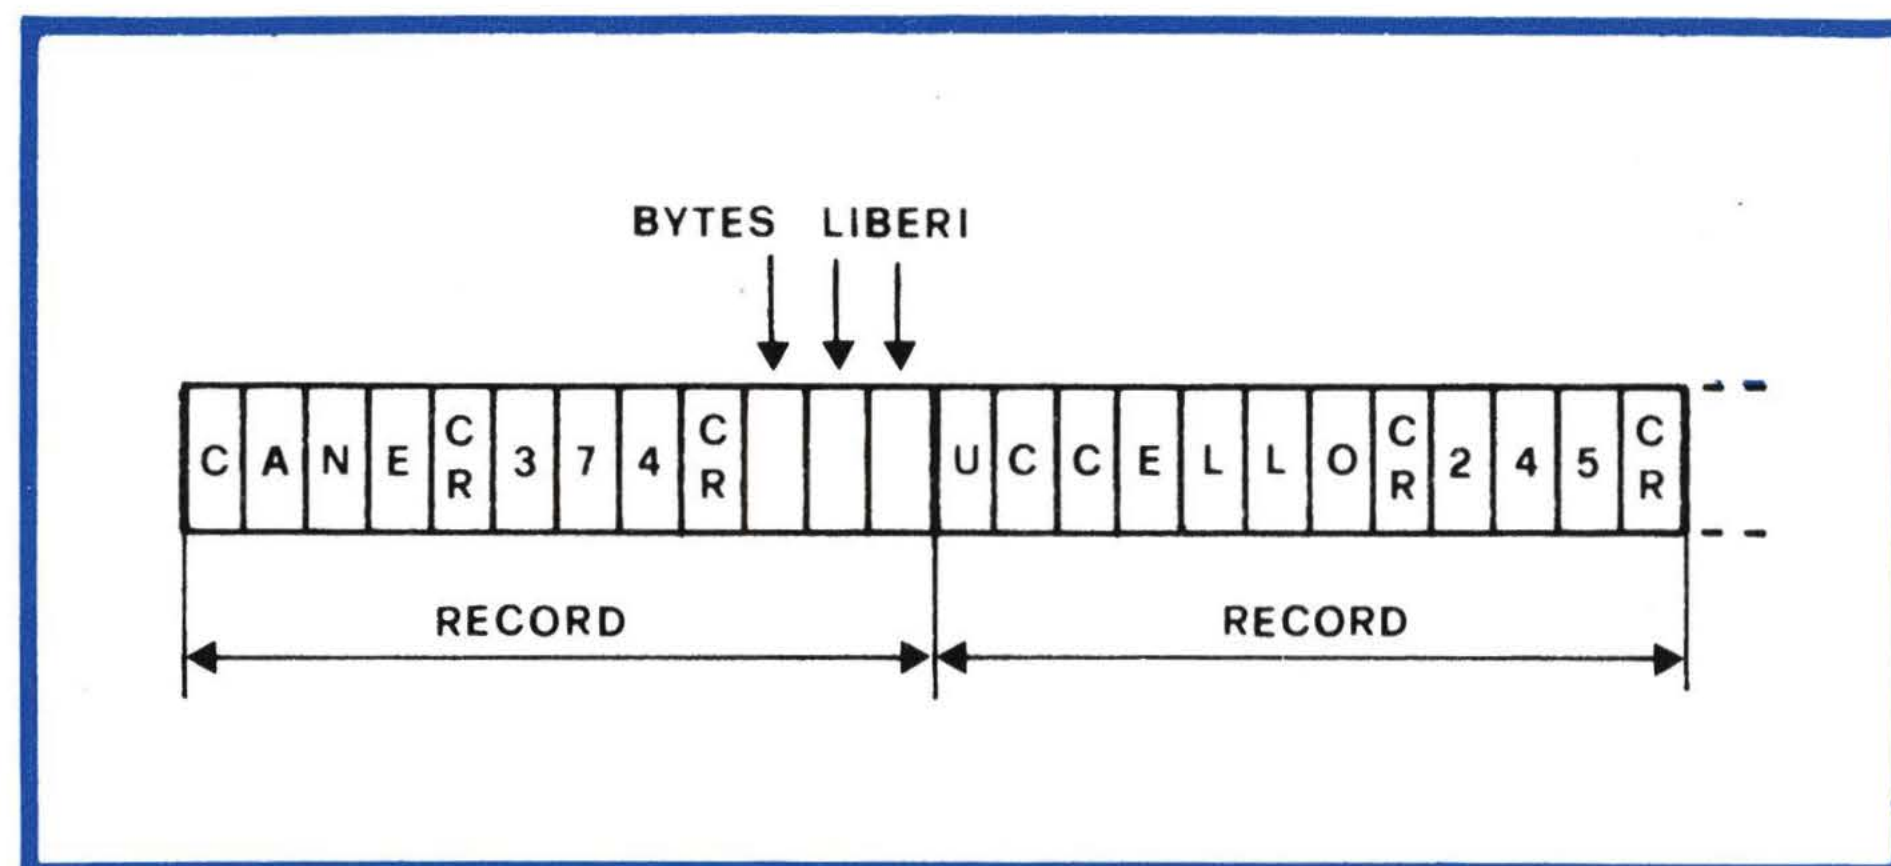 BYTES LIBERI
C A N E CR 3 7 4 CR U C C E L L O CR 2 4 5 CR
RECORD RECORD